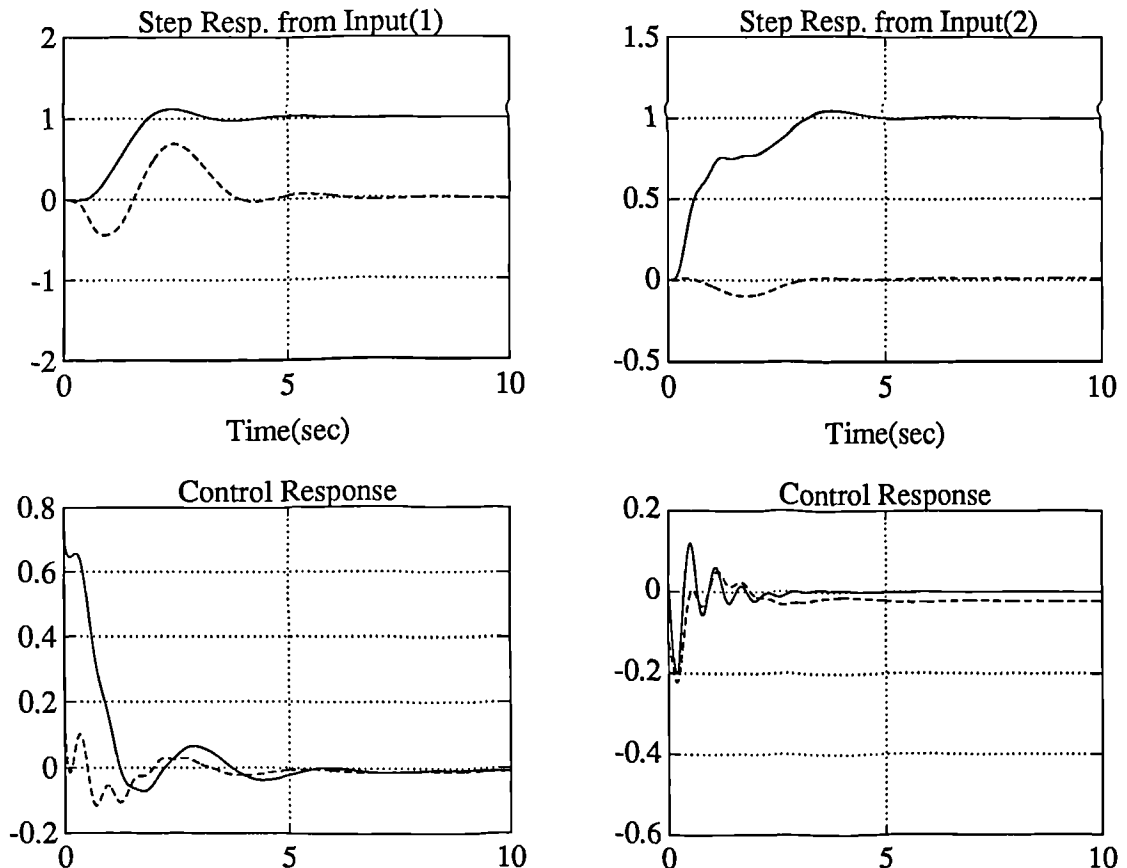 Step Resp. from Input(1)
2
1
0
-1
-2
0 5 10
Time(sec)
Step Resp. from Input(2)
1.5
1
0.5
0
-0.5
0 5 10
Time(sec)
Control Response
0.8
0.6
0.4
0.2
0
-0.2
0 5 10
Control Response
0.2
0
-0.2
-0.4
-0.6
0 5 10